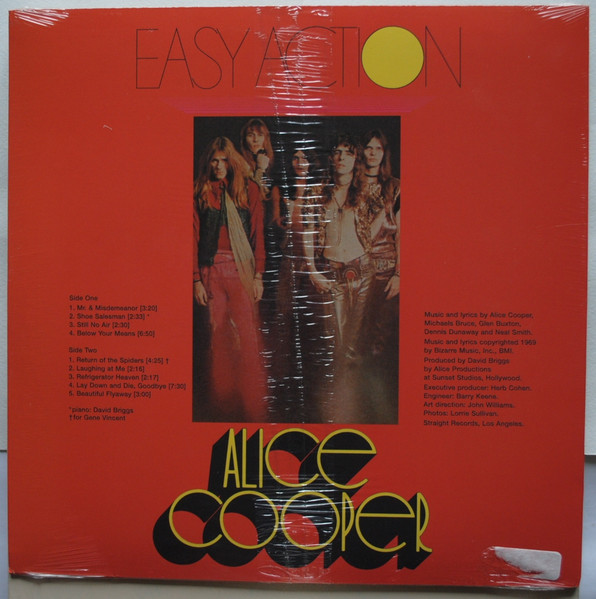 EASY ACTION
Side One
1. Mr. & Misdemeanor [3:20]
2. Shoe Salesman [2:33] *
3. Still No Air [2:30]
4. Below Your Means [6:50]
Side Two
1. Return of the Spiders [4:25] †
2. Laughing at Me [2:16]
3. Refrigerator Heaven [2:17]
4. Lay Down and Die, Goodbye [7:30]
5. Beautiful Flyaway [3:00]
*piano: David Briggs
†for Gene Vincent
Music and lyrics by Alice Cooper,
Michaele Bruce, Glen Buxton,
Dennis Dunaway and Neal Smith.
Music and lyrics copyrighted 1969
by Bizarre Music, Inc., BMI.
Produced by David Briggs
by Alice Productions
at Sunset Studios, Hollywood.
Executive producer: Herb Cohen.
Engineer: Barry Keene.
Art direction: John Williams.
Photos: Lorrie Sullivan.
Straight Records, Los Angeles.
ALICE
COOPER